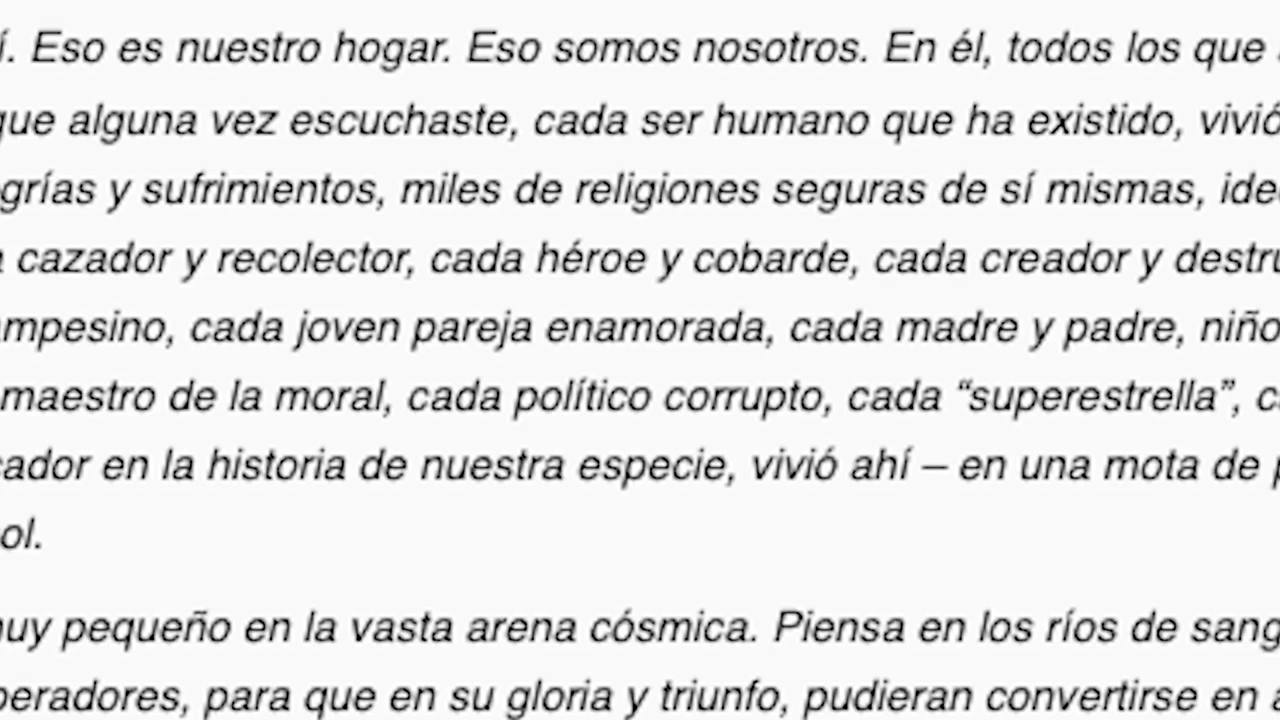 í. Eso es nuestro hogar. Eso somos nosotros. En él, todos los que
que alguna vez escuchaste, cada ser humano que ha existido, vivió
grías y sufrimientos, miles de religiones seguras de sí mismas, ide
cazador y recolector, cada héroe y cobarde, cada creador y destru
mpesino, cada joven pareja enamorada, cada madre y padre, niño
maestro de la moral, cada político corrupto, cada “superestrella”, c
ador en la historia de nuestra especie, vivió ahí – en una mota de
ol.
uy pequeño en la vasta arena cósmica. Piensa en los ríos de sang
peradores, para que en su gloria y triunfo, pudieran convertirse en